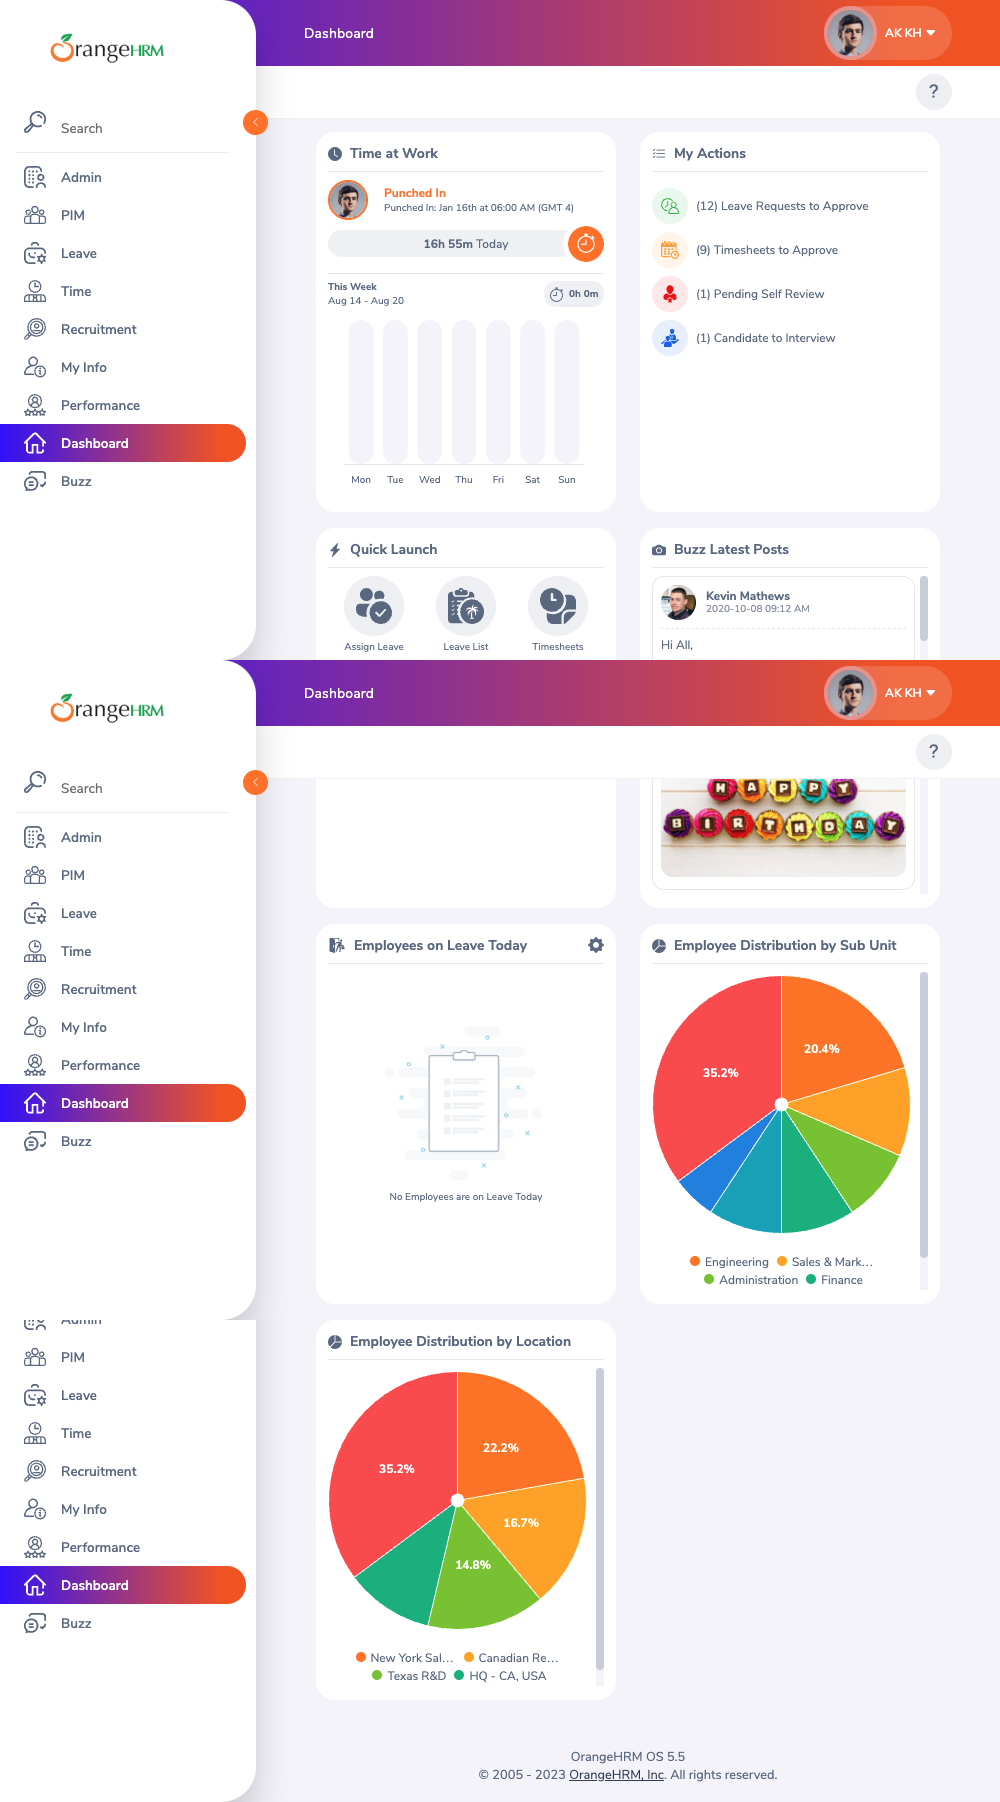 OrangeHRM
Dashboard
AK KH
?
Search
Admin
PIM
Leave
Time
Recruitment
My Info
Performance
Dashboard
Buzz
Time at Work
Punched In
Punched In: Jan 16th at 06:00 AM (GMT 4)
16h 55m Today
This Week
Aug 14 - Aug 20
0h 0m
Mon Tue Wed Thu Fri Sat Sun
My Actions
(12) Leave Requests to Approve
(9) Timesheets to Approve
(1) Pending Self Review
(1) Candidate to Interview
Quick Launch
Assign Leave
Leave List
Timesheets
Buzz Latest Posts
Kevin Mathews
2020-10-08 09:12 AM
Hi All,
OrangeHRM
Dashboard
AK KH
?
Search
Admin
PIM
Leave
Time
Recruitment
My Info
Performance
Dashboard
Buzz
HAPPY
BIRTHDAY
Employees on Leave Today
No Employees are on Leave Today
Employee Distribution by Sub Unit
20.4%
35.2%
Engineering Sales & Mark...
Administration Finance
Admin
PIM
Leave
Time
Recruitment
My Info
Performance
Dashboard
Buzz
Employee Distribution by Location
22.2%
35.2%
16.7%
14.8%
New York Sal... Canadian Re...
Texas R&D HQ - CA, USA
OrangeHRM OS 5.5
© 2005 - 2023 OrangeHRM, Inc. All rights reserved.